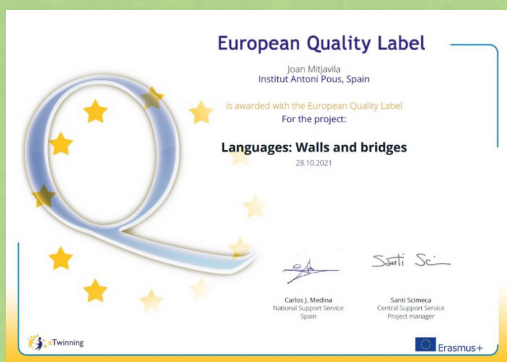 European Quality Label
Joan Mitjavila
Institut Antoni Pous, Spain
is awarded with the European Quality Label
For the project:
Languages: Walls and bridges
28.10.2021
Santi Sci
Carlos J. Medina
National Support Service
Spain
Santi Scimeca
Central Support Service
Project manager
eTwinning
Erasmus+